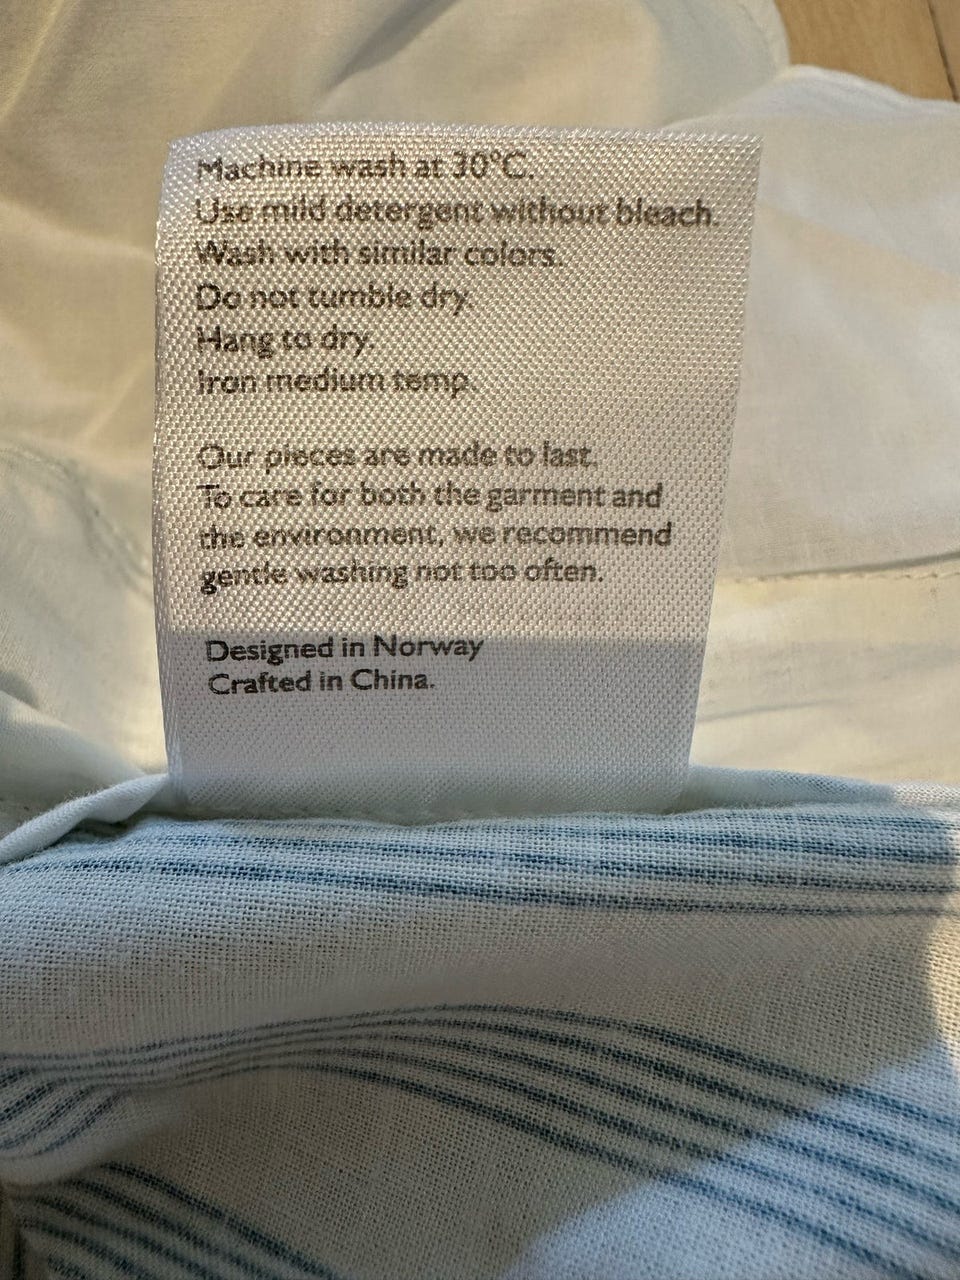 Machine wash at 30°C.
Use mild detergent without bleach.
Wash with similar colors.
Do not tumble dry.
Hang to dry.
Iron medium temp.
Our pieces are made to last.
To care for both the garment and
the environment, we recommend
gentle washing not too often.
Designed in Norway
Crafted in China.